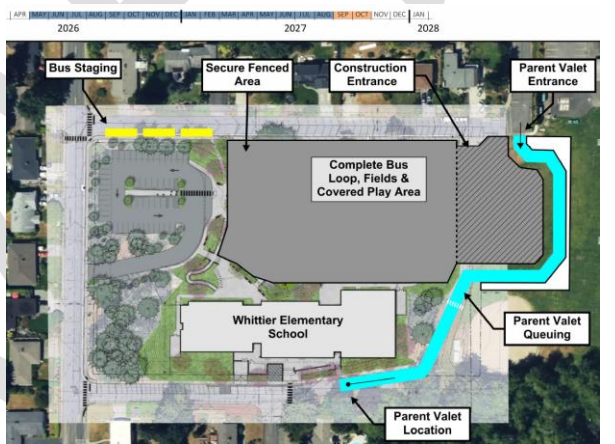 APR MAY JUN JUL AUG SEP OCT NOV DEC JAN FEB MAR APR MAY JUN JUL AUG SEP OCT NOV DEC JAN
2026 2027 2028
Bus Staging
Secure Fenced
Area
Construction
Entrance
Parent Valet
Entrance
Complete Bus
Loop, Fields &
Covered Play Area
Whittier Elementary
School
Parent Valet
Queuing
Parent Valet
Location